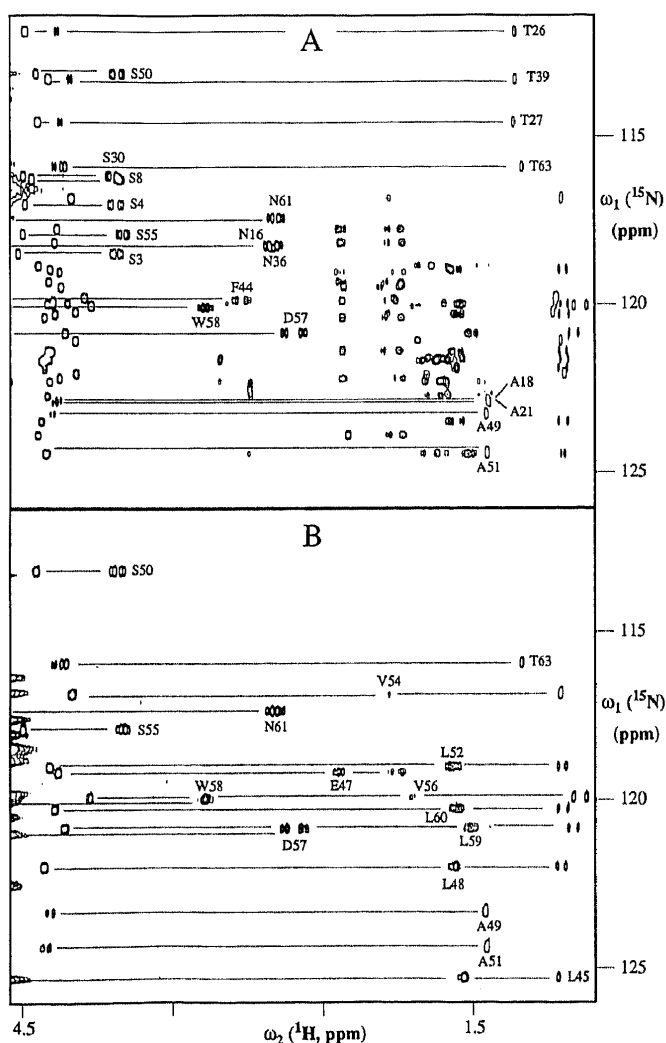 A
T26
S50
T39
T27
115
S30
T63
S8
S4
ω₁ (¹⁵N)
N61
(ppm)
S55
N16
N36
S3
F44
120
W58
D57
A18
A21
A49
A51
125
B
S50
115
T63
V54
ω₁ (¹⁵N)
N61
(ppm)
S55
L52
E47
W58
V56
120
L60
L59
D57
L48
A49
A51
L45
125
4.5
ω₂ (¹H, ppm)
1.5